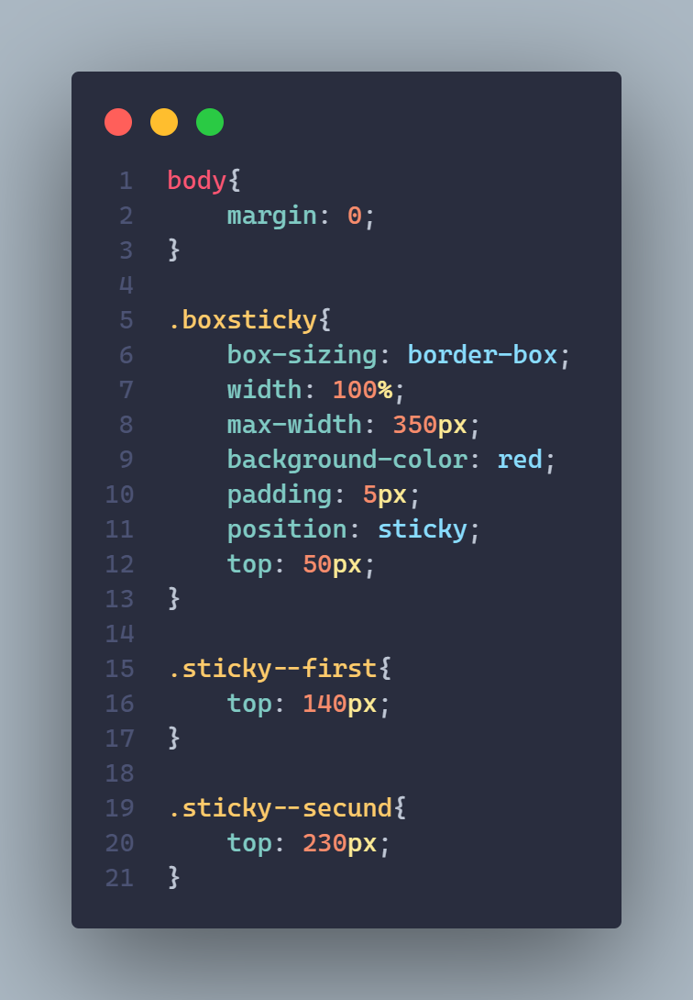 1 body{
2     margin: 0;
3 }
4
5 .boxsticky{
6     box-sizing: border-box;
7     width: 100%;
8     max-width: 350px;
9     background-color: red;
10     padding: 5px;
11     position: sticky;
12     top: 50px;
13 }
14
15 .sticky--first{
16     top: 140px;
17 }
18
19 .sticky--secund{
20     top: 230px;
21 }